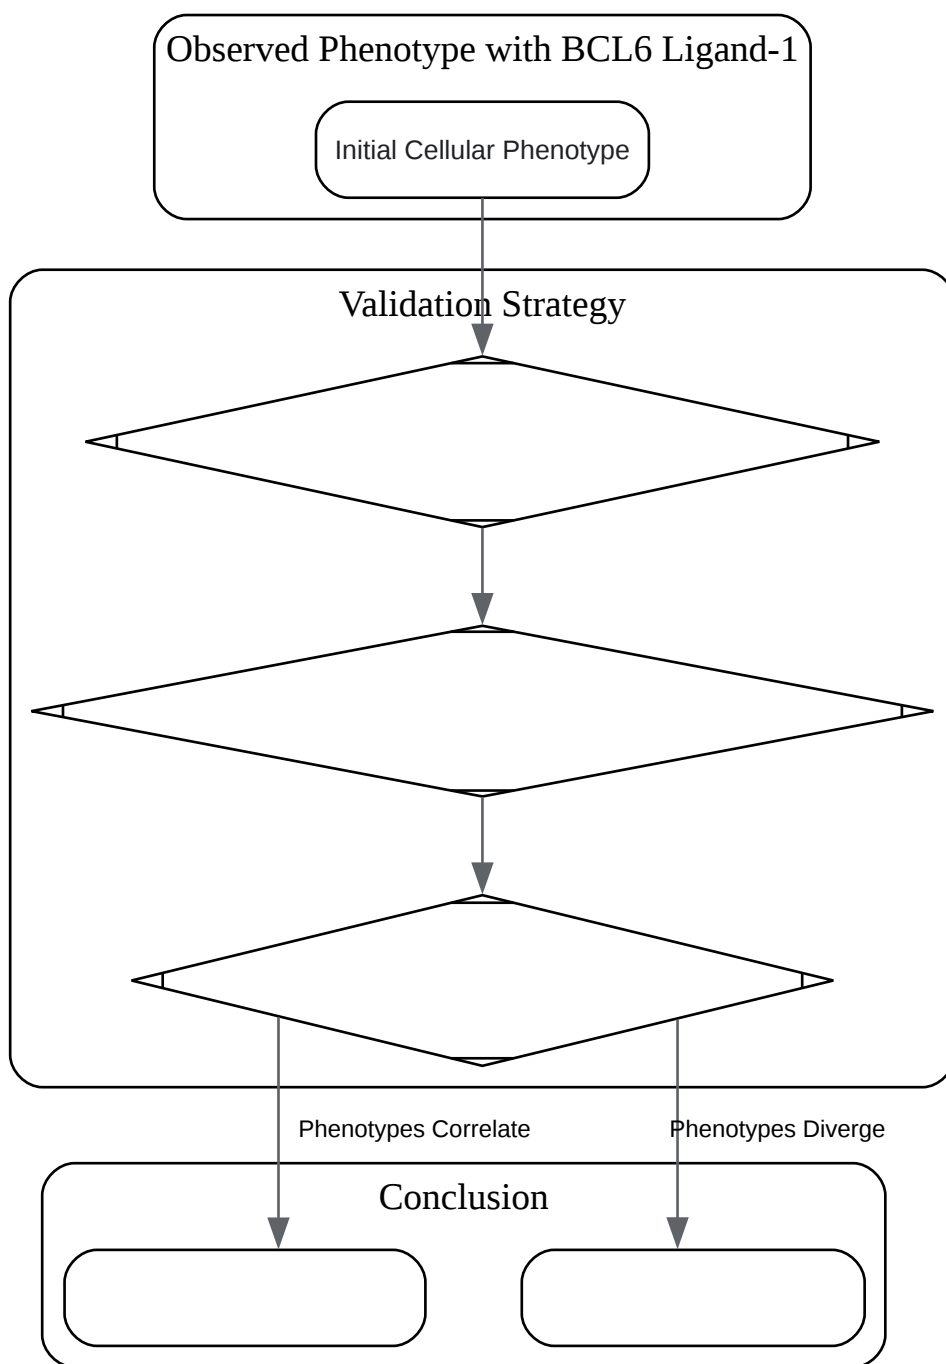 Observed Phenotype with BCL6 Ligand-1
Initial Cellular Phenotype
Validation Strategy
Phenotypes Correlate
Phenotypes Diverge
Conclusion